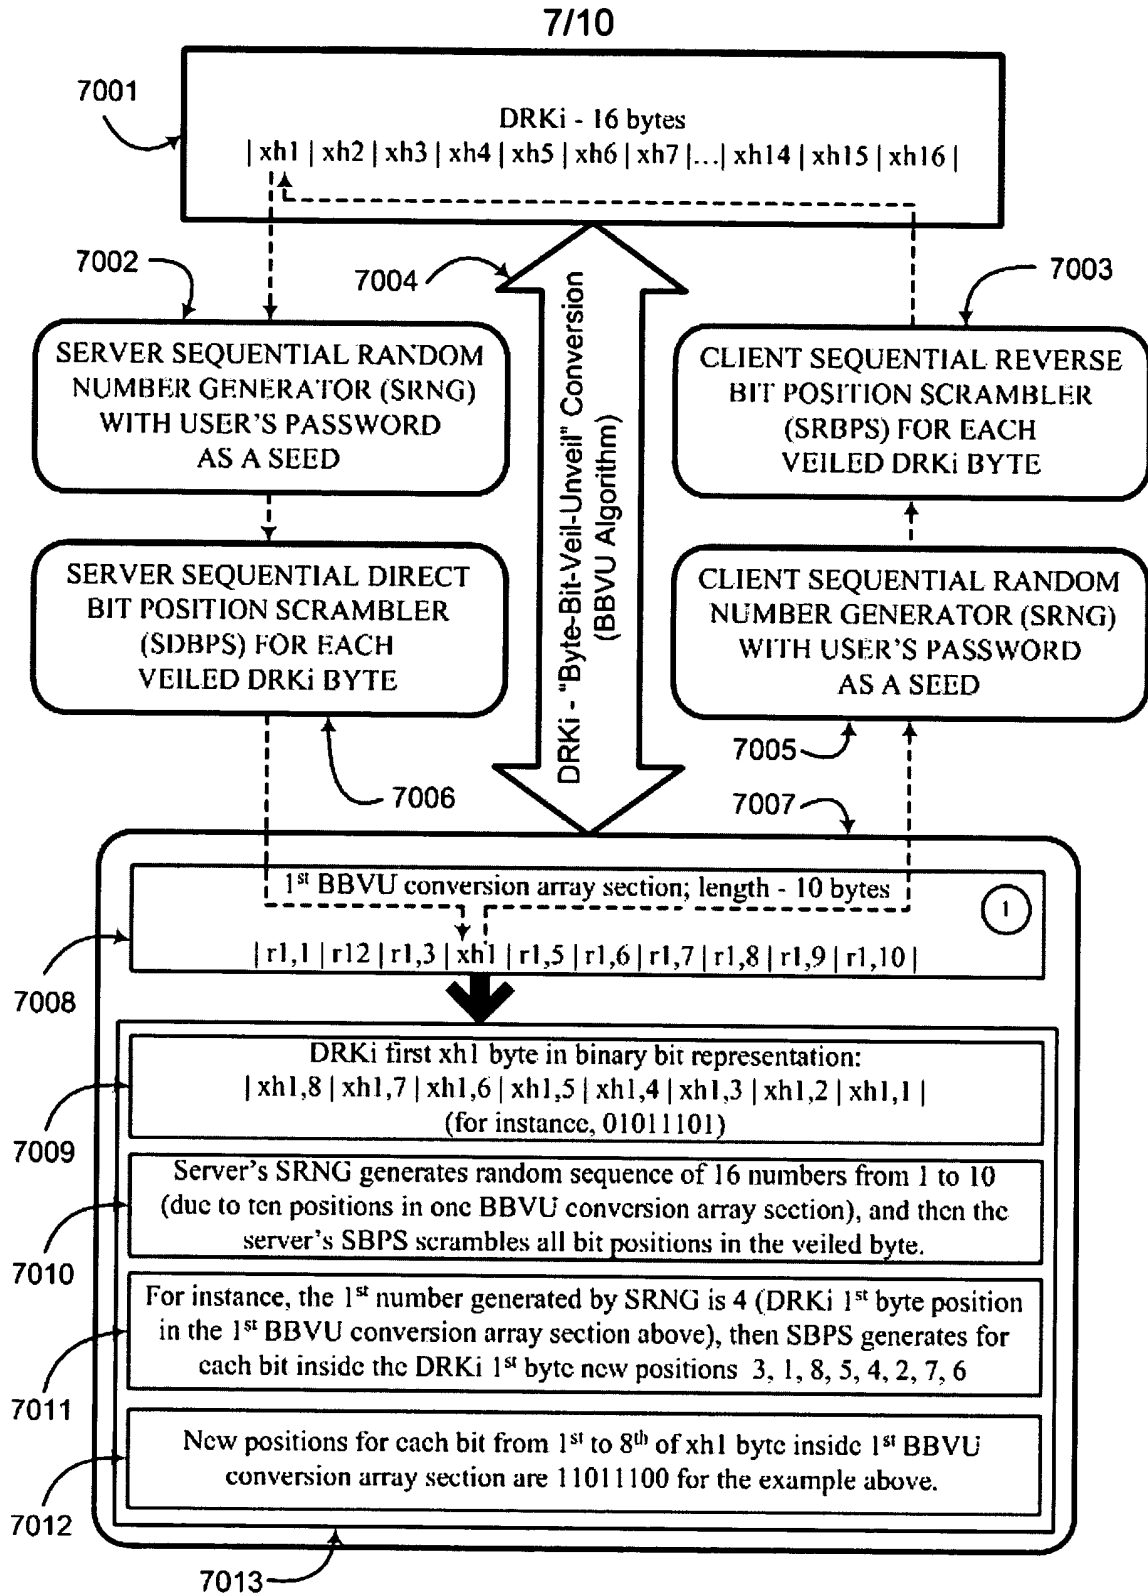 7/10
7001
DRKi - 16 bytes
| xh1 | xh2 | xh3 | xh4 | xh5 | xh6 | xh7 |...| xh14 | xh15 | xh16 |
7002
7004
7003
SERVER SEQUENTIAL RANDOM
NUMBER GENERATOR (SRNG)
WITH USER'S PASSWORD
AS A SEED
CLIENT SEQUENTIAL REVERSE
BIT POSITION SCRAMBLER
(SRBPS) FOR EACH
VEILED DRKi BYTE
DRKi - "Byte-Bit-Veil-Unveil" Conversion
(BBVU Algorithm)
SERVER SEQUENTIAL DIRECT
BIT POSITION SCRAMBLER
(SDBPS) FOR EACH
VEILED DRKi BYTE
CLIENT SEQUENTIAL RANDOM
NUMBER GENERATOR (SRNG)
WITH USER'S PASSWORD
AS A SEED
7005
7006
7007
1st BBVU conversion array section; length - 10 bytes
1
| r1,1 | r12 | r1,3 | xh1 | r1,5 | r1,6 | r1,7 | r1,8 | r1,9 | r1,10 |
7008
DRKi first xh1 byte in binary bit representation:
| xh1,8 | xh1,7 | xh1,6 | xh1,5 | xh1,4 | xh1,3 | xh1,2 | xh1,1 |
(for instance, 01011101)
7009
Server's SRNG generates random sequence of 16 numbers from 1 to 10
(due to ten positions in one BBVU conversion array section), and then the
server's SBPS scrambles all bit positions in the veiled byte.
7010
For instance, the 1st number generated by SRNG is 4 (DRKi 1st byte position
in the 1st BBVU conversion array section above), then SBPS generates for
each bit inside the DRKi 1st byte new positions 3, 1, 8, 5, 4, 2, 7, 6
7011
New positions for each bit from 1st to 8th of xh1 byte inside 1st BBVU
conversion array section are 11011100 for the example above.
7012
7013